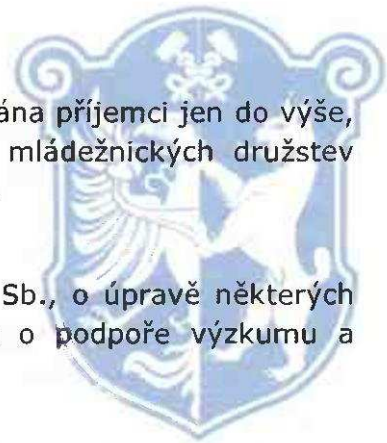 ána příjemci jen do výše,
mládežnických družstev
Sb., o úpravě některých
o podpoře výzkumu a